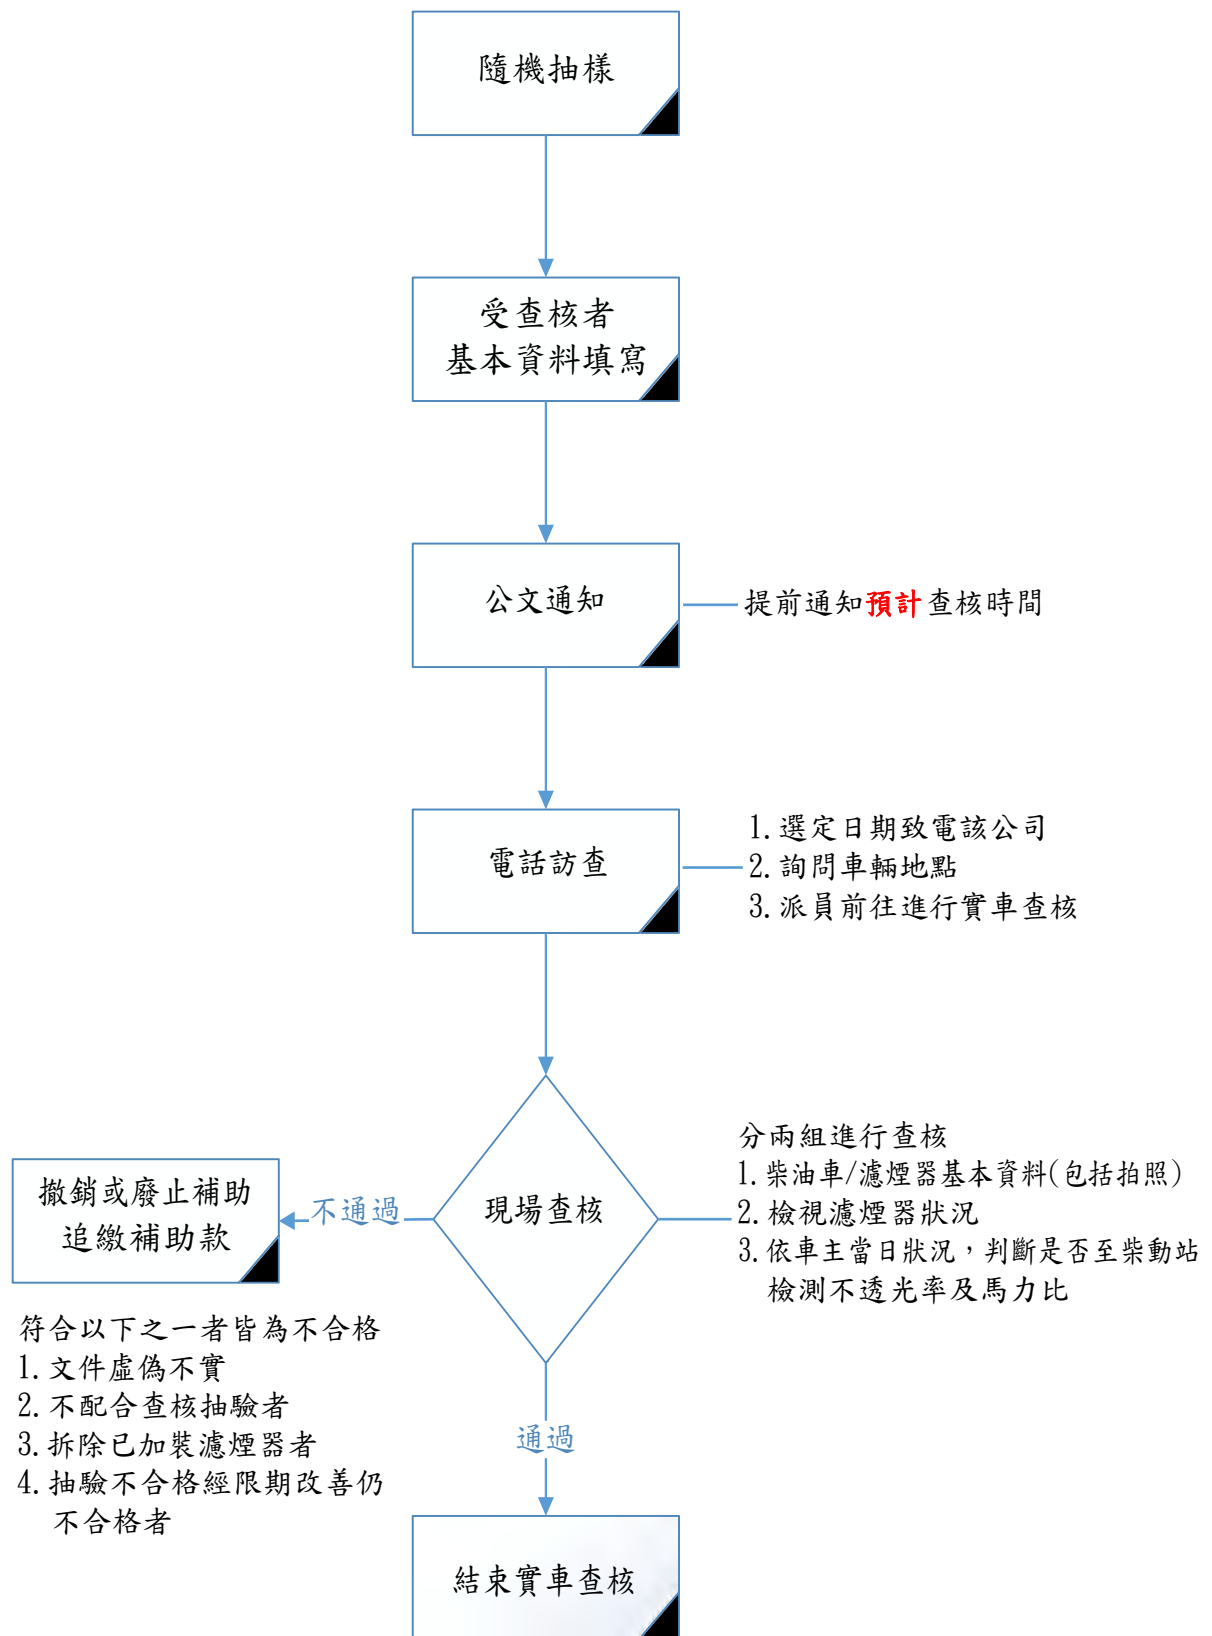 隨機抽樣
受查核者
基本資料填寫
公文通知
提前通知預計查核時間
電話訪查
1.選定日期致電該公司
2.詢問車輛地點
3.派員前往進行實車查核
現場查核
分兩組進行查核
1.柴油車/濾煙器基本資料(包括拍照)
2.檢視濾煙器狀況
3.依車主當日狀況，判斷是否至柴動站
檢測不透光率及馬力比
不通過
撤銷或廢止補助
追繳補助款
符合以下之一者皆為不合格
1.文件虛偽不實
2.不配合查核抽驗者
3.拆除已加裝濾煙器者
4.抽驗不合格經限期改善仍
不合格者
通過
結束實車查核